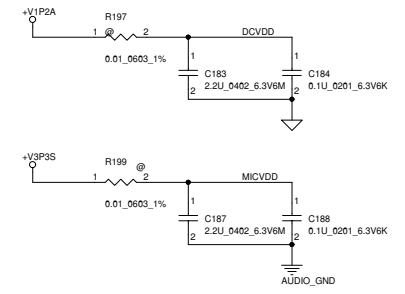 +V1P2A
R197
1 @ 2
DCVDD
0.01_0603_1%
1
1
C183
C184
2
2.2U_0402_6.3V6M
2
0.1U_0201_6.3V6K
+V3P3S
R199
@
1 2
MICVDD
0.01_0603_1%
1
1
C187
C188
2
2.2U_0402_6.3V6M
2
0.1U_0201_6.3V6K
AUDIO_GND